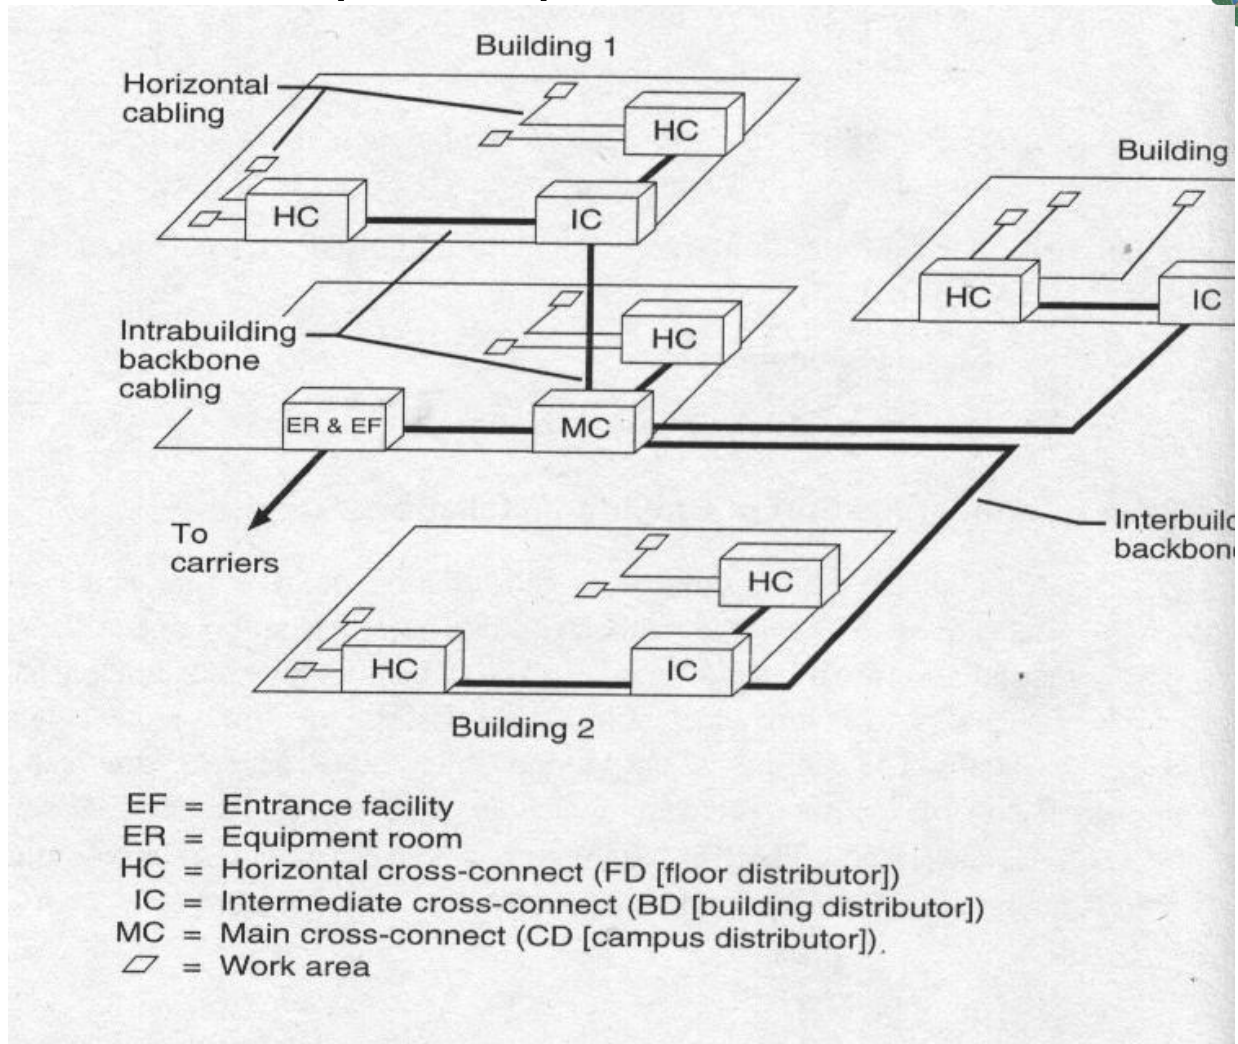 Building 1
Horizontal
cabling
HC
Building
HC
IC
HC
IC
Intrabuilding
backbone
cabling
HC
ER & EF
MC
To
carriers
Interbuild
backbon
HC
HC
IC
Building 2
EF = Entrance facility
ER = Equipment room
HC = Horizontal cross-connect (FD [floor distributor])
IC = Intermediate cross-connect (BD [building distributor])
MC = Main cross-connect (CD [campus distributor]).
= Work area